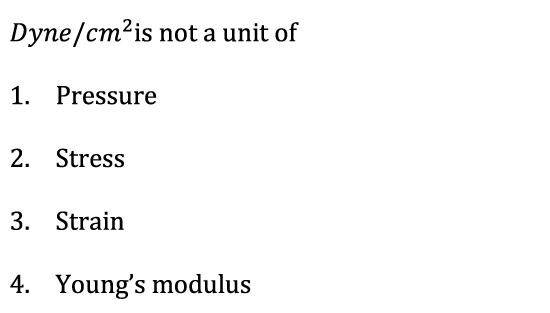 Dyne/cm²is not a unit of
1. Pressure
2. Stress
3. Strain
4. Young’s modulus